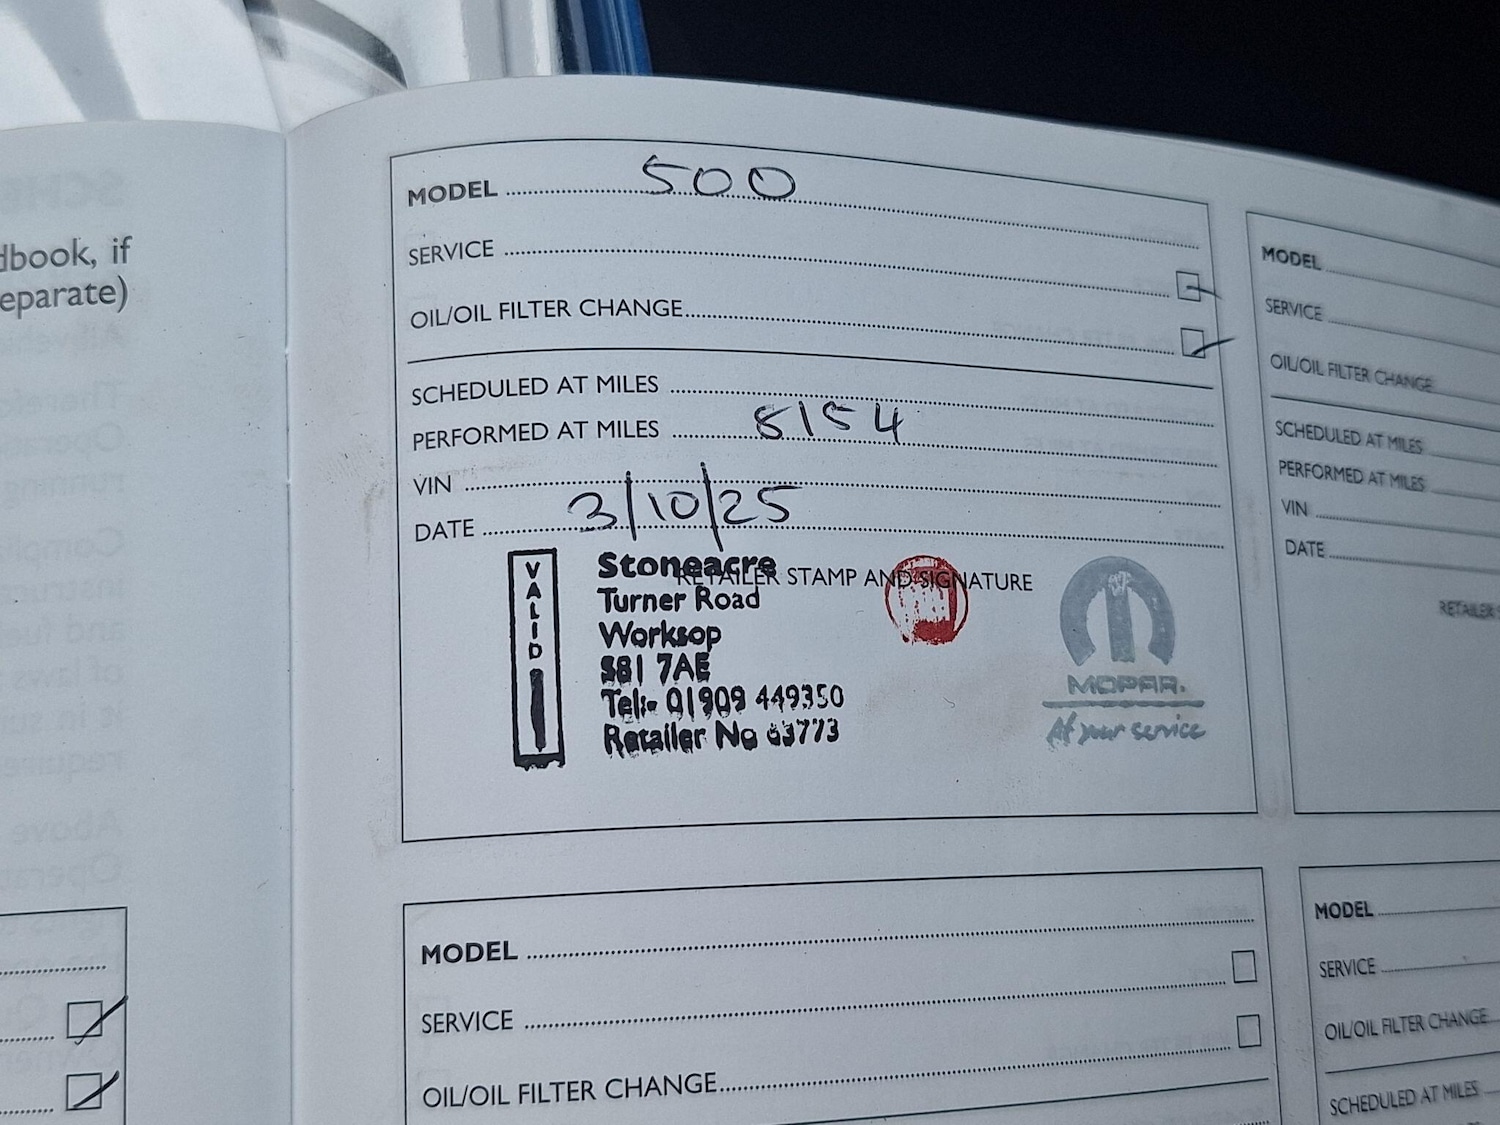 dbook, if
eparate)
MODEL 500
SERVICE
OIL/OIL FILTER CHANGE
SCHEDULED AT MILES
PERFORMED AT MILES 8154
VIN
DATE 3/10/25
RETAILER STAMP AND SIGNATURE
VALID
Stoneacre
Turner Road
Worksop
S81 7AE
Tel:- 01909 449350
Retailer No 63773
MOPAR.
At your service
MODEL
SERVICE
OIL/OIL FILTER CHANGE
SCHEDULED AT MILES
PERFORMED AT MILES
VIN
DATE
RETAILER
MODEL
SERVICE
OIL/OIL FILTER CHANGE
MODEL
SERVICE
OIL/OIL FILTER CHANGE
SCHEDULED AT MILES